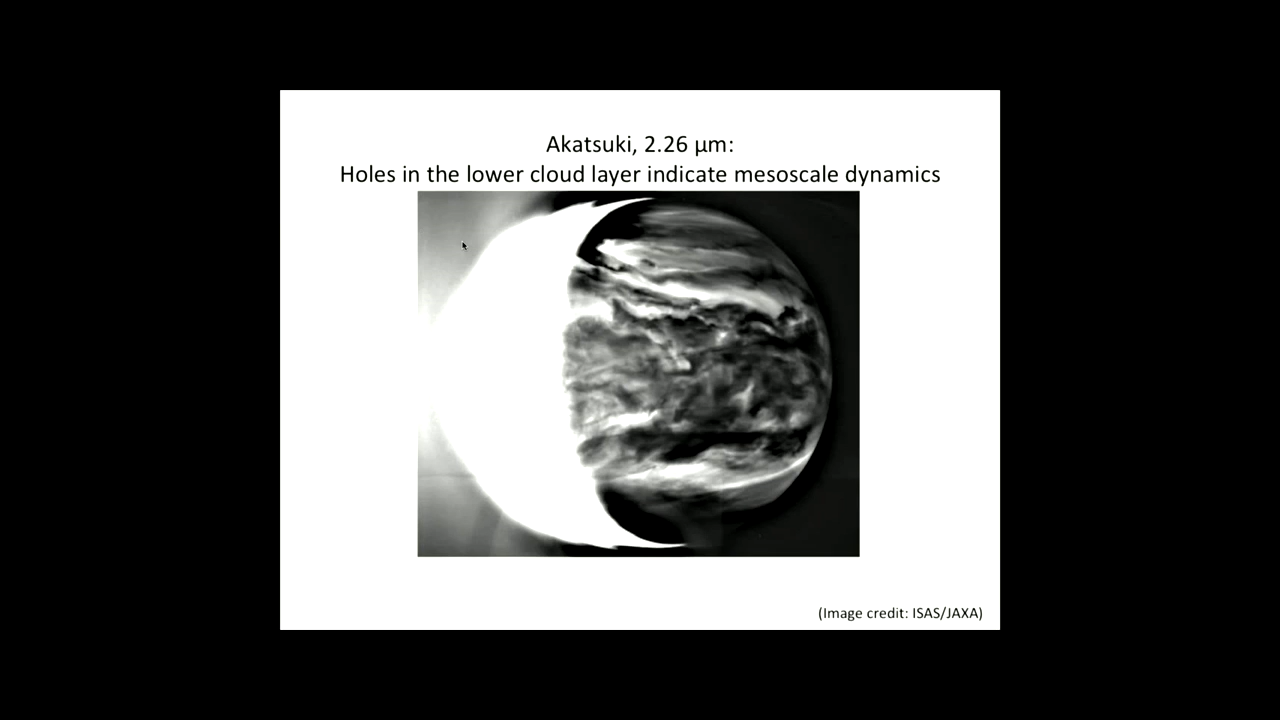 Akatsuki, 2.26 μm:
Holes in the lower cloud layer indicate mesoscale dynamics
(Image credit: ISAS/JAXA)